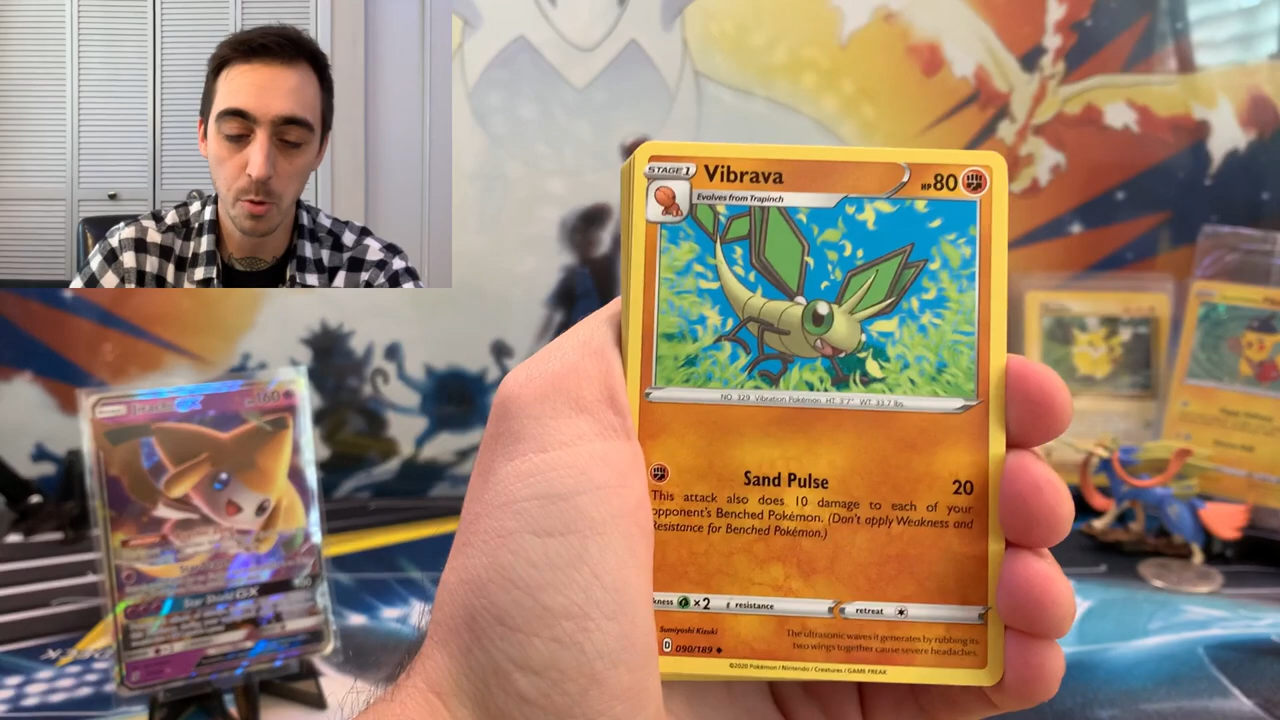 STAGE 1
Vibrava
HP 80
Evolves from Trapinch
NO. 329 Vibration Pokémon HT. 3'7" WT. 33.7 lbs.
Sand Pulse 20
This attack also does 10 damage to each of your
opponent's Benched Pokémon. (Don't apply Weakness and
Resistance for Benched Pokémon.)
kness ×2 resistance retreat
Sumiyoshi Kizuki
D 090/189
The ultrasonic waves it generates by rubbing its
two wings together cause severe headaches.
©2020 Pokémon / Nintendo / Creatures / GAME FREAK
Jirachi GX 160
Star Shield GX